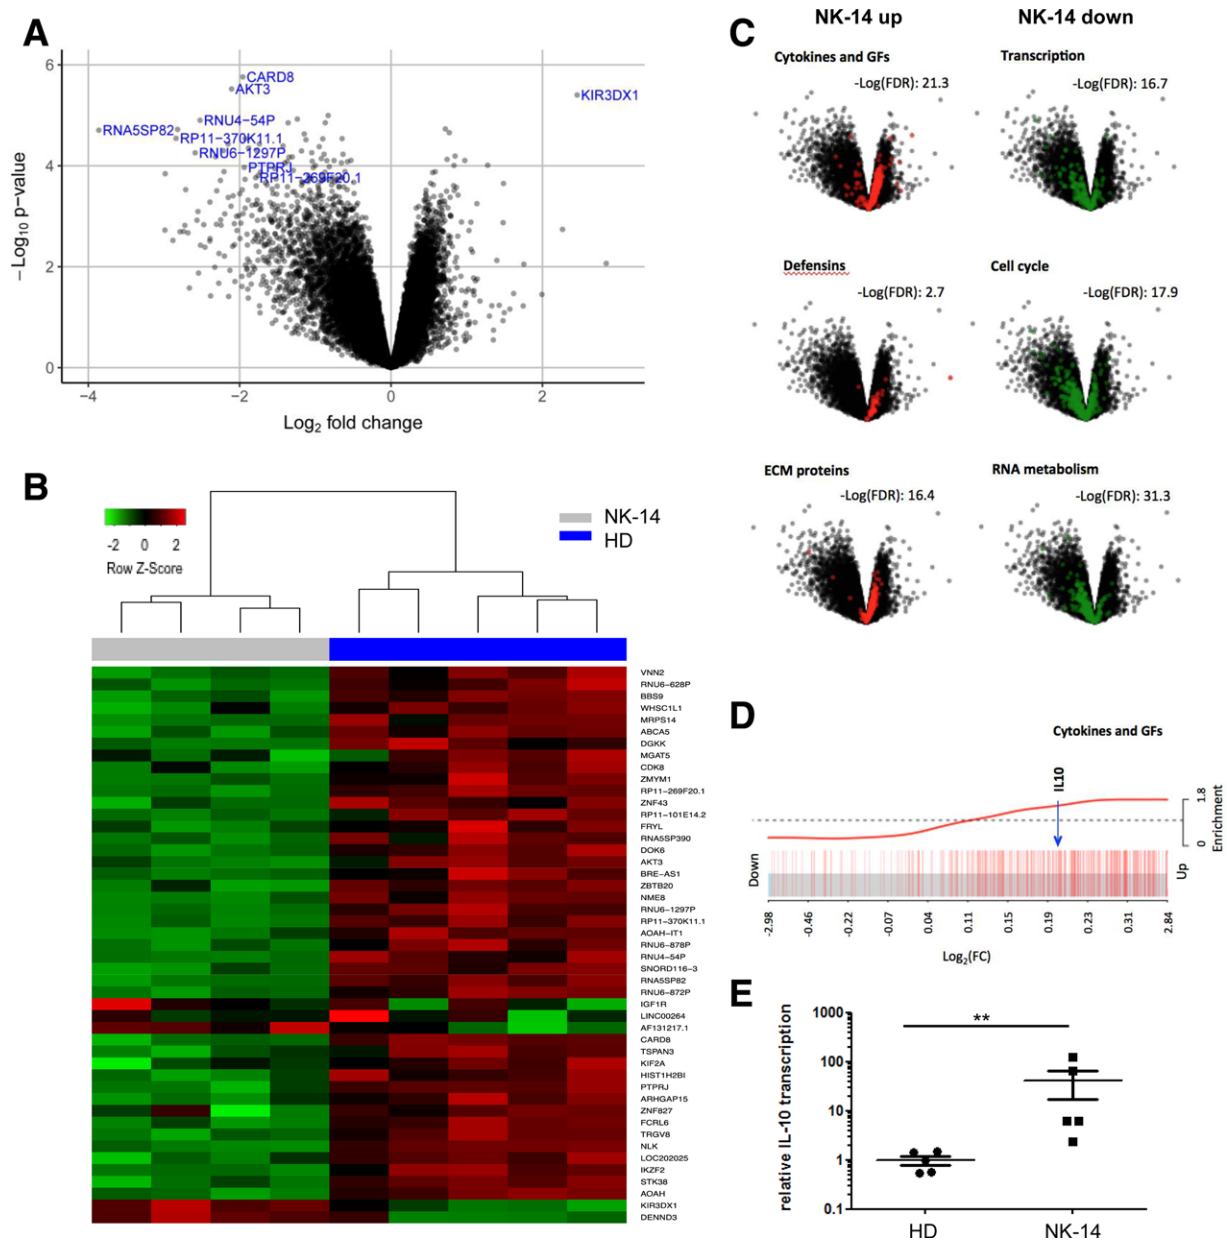 A
−Log10 p−value
6
4
2
0
−4
−2
0
2
Log2 fold change
CARD8
AKT3
KIR3DX1
RNU4−54P
RNA5SP82
RP11−370K11.1
RNU6−1297P
PTPRJ
RP11−269F20.1
B
-2 0 2
Row Z-Score
NK-14
HD
VNN2
RNU6−628P
BBS9
WHSC1L1
MRPS14
ABCA5
DGKK
MGAT5
CDK8
ZMYM1
RP11−269F20.1
ZNF43
RP11−101E14.2
FRYL
RNA5SP390
DOK6
AKT3
BRE−AS1
ZBTB20
NME8
RNU6−1297P
RP11−370K11.1
AOAH−IT1
RNU6−878P
RNU4−54P
SNORD116−3
RNA5SP82
RNU6−872P
IGF1R
LINC00264
AF131217.1
CARD8
TSPAN3
KIF2A
HIST1H2BI
PTPRJ
ARHGAP15
ZNF827
FCRL6
TRGV8
NLK
LOC202025
IKZF2
STK38
AOAH
KIR3DX1
DENND3
C
NK-14 up
NK-14 down
Cytokines and GFs
-Log(FDR): 21.3
Transcription
-Log(FDR): 16.7
Defensins
-Log(FDR): 2.7
Cell cycle
-Log(FDR): 17.9
ECM proteins
-Log(FDR): 16.4
RNA metabolism
-Log(FDR): 31.3
D
Cytokines and GFs
IL10
1.8
0
Enrichment
Down
Up
-2.98
-0.46
-0.22
-0.07
0.04
0.11
0.15
0.19
0.23
0.31
2.84
Log2(FC)
E
relative IL-10 transcription
1000
100
10
1
0.1
**
HD
NK-14